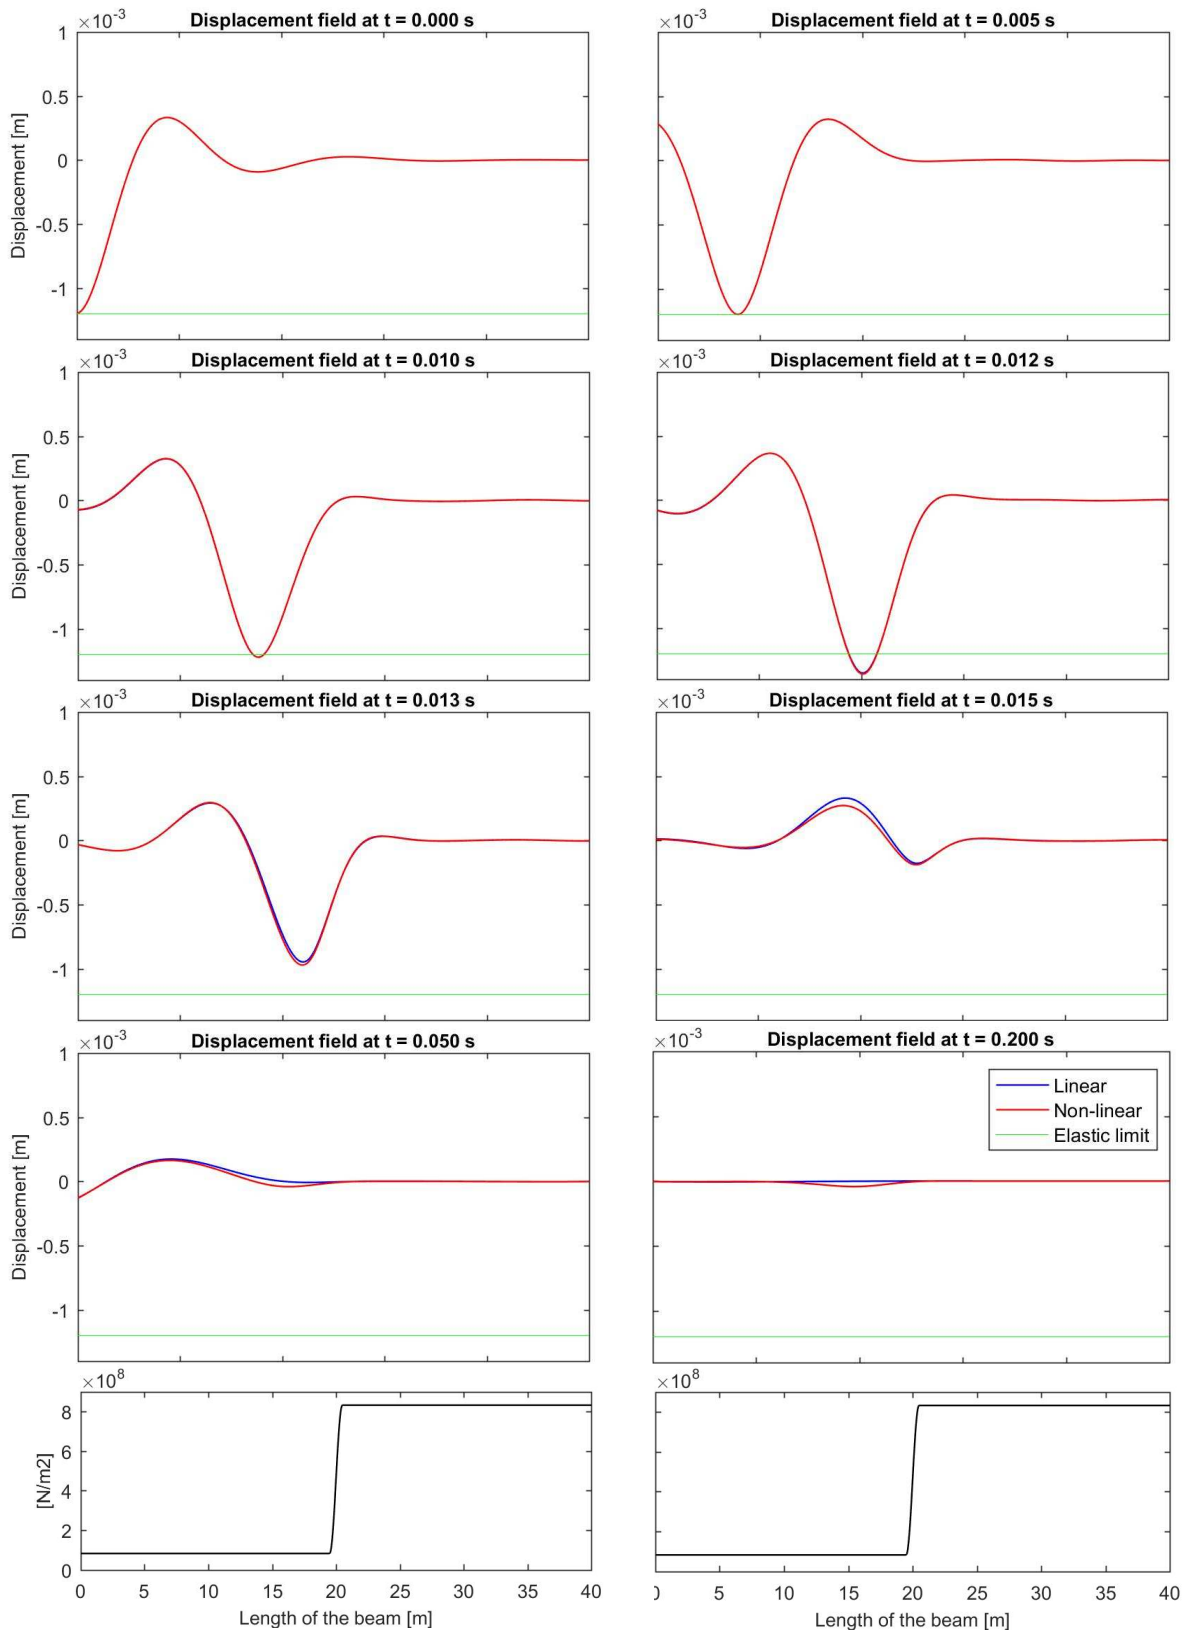 ×10-3
Displacement field at t = 0.000 s
1
0.5
0
-0.5
-1
Displacement [m]
×10-3
Displacement field at t = 0.005 s
×10-3
Displacement field at t = 0.010 s
1
0.5
0
-0.5
-1
Displacement [m]
×10-3
Displacement field at t = 0.012 s
×10-3
Displacement field at t = 0.013 s
1
0.5
0
-0.5
-1
Displacement [m]
×10-3
Displacement field at t = 0.015 s
×10-3
Displacement field at t = 0.050 s
1
0.5
0
-0.5
-1
Displacement [m]
×10-3
Displacement field at t = 0.200 s
Linear
Non-linear
Elastic limit
×108
8
6
4
2
0
[N/m2]
0 5 10 15 20 25 30 35 40
Length of the beam [m]
×108
0 5 10 15 20 25 30 35 40
Length of the beam [m]